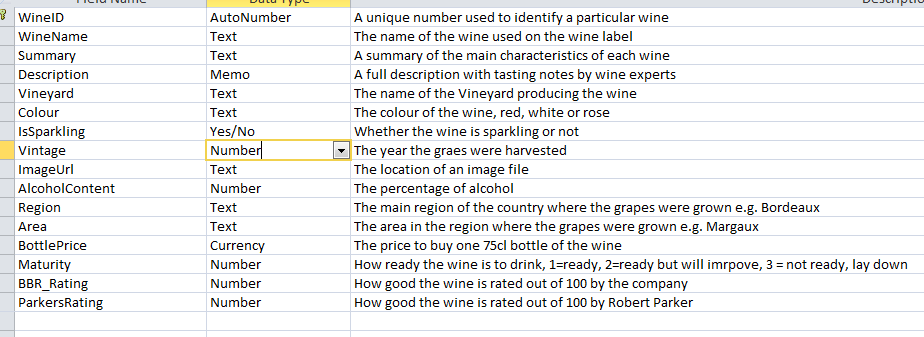 Field Name Data Type Description
WineID AutoNumber A unique number used to identify a particular wine
WineName Text The name of the wine used on the wine label
Summary Text A summary of the main characteristics of each wine
Description Memo A full description with tasting notes by wine experts
Vineyard Text The name of the Vineyard producing the wine
Colour Text The colour of the wine, red, white or rose
IsSparkling Yes/No Whether the wine is sparkling or not
Vintage Number The year the graes were harvested
ImageUrl Text The location of an image file
AlcoholContent Number The percentage of alcohol
Region Text The main region of the country where the grapes were grown e.g. Bordeaux
Area Text The area in the region where the grapes were grown e.g. Margaux
BottlePrice Currency The price to buy one 75cl bottle of the wine
Maturity Number How ready the wine is to drink, 1=ready, 2=ready but will imrpove, 3 = not ready, lay down
BBR_Rating Number How good the wine is rated out of 100 by the company
ParkersRating Number How good the wine is rated out of 100 by Robert Parker